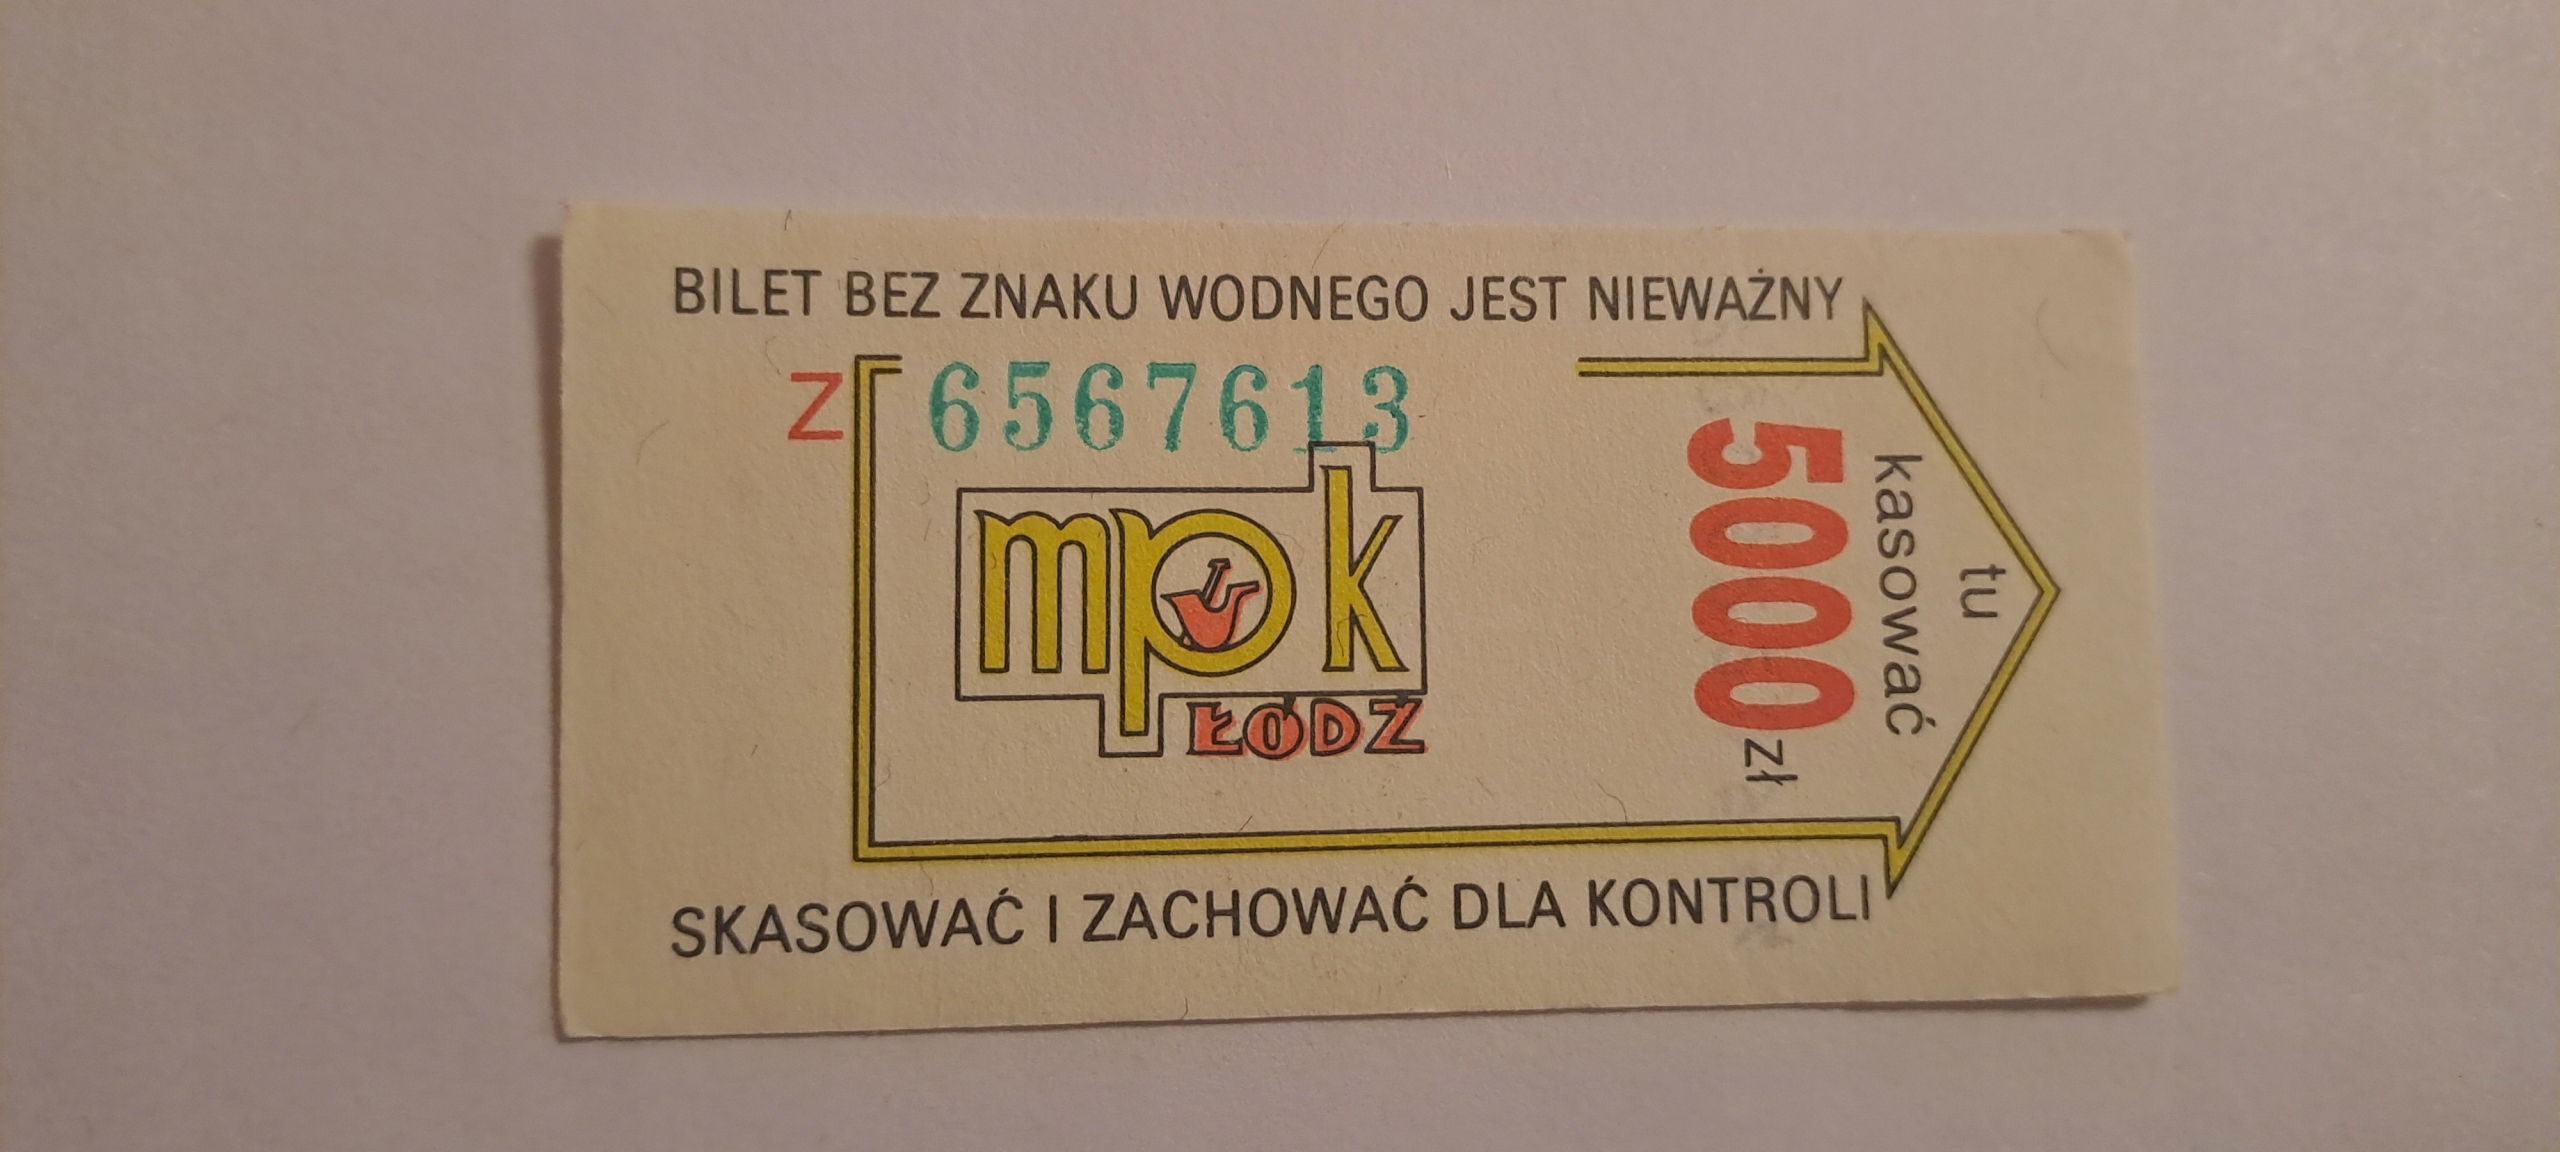 BILET BEZ ZNAKU WODNEGO JEST NIEWAŻNY
Z 6567613
mpk
ŁÓDŹ
5000 zł
tu
kasować
SKASOWAĆ I ZACHOWAĆ DLA KONTROLI